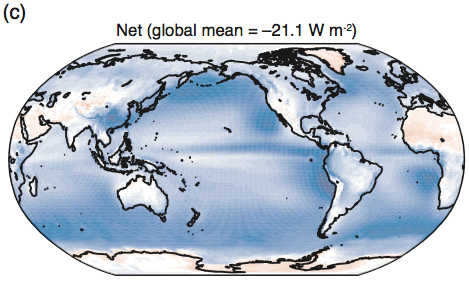 (c)
Net (global mean = –21.1 W m-2)